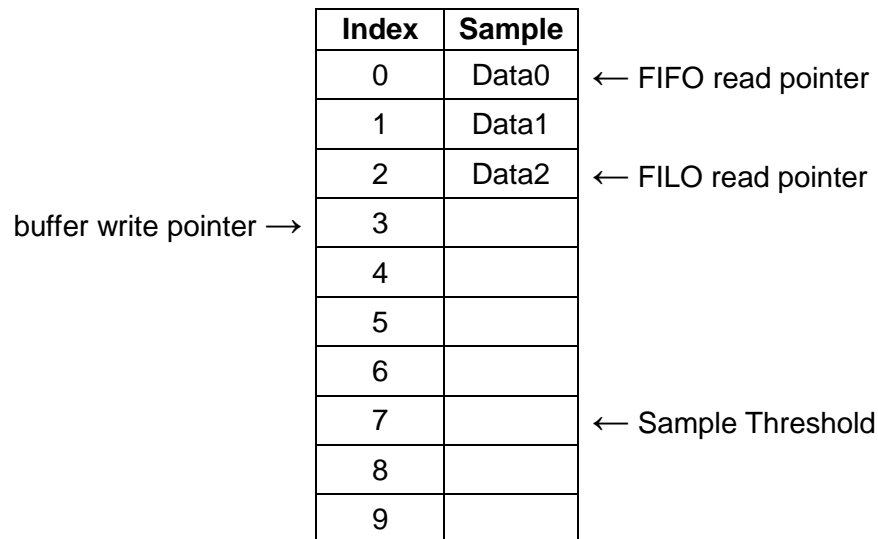 Index Sample
0 Data0 ← FIFO read pointer
1 Data1
2 Data2 ← FILO read pointer
buffer write pointer → 3
4
5
6
7 ← Sample Threshold
8
9